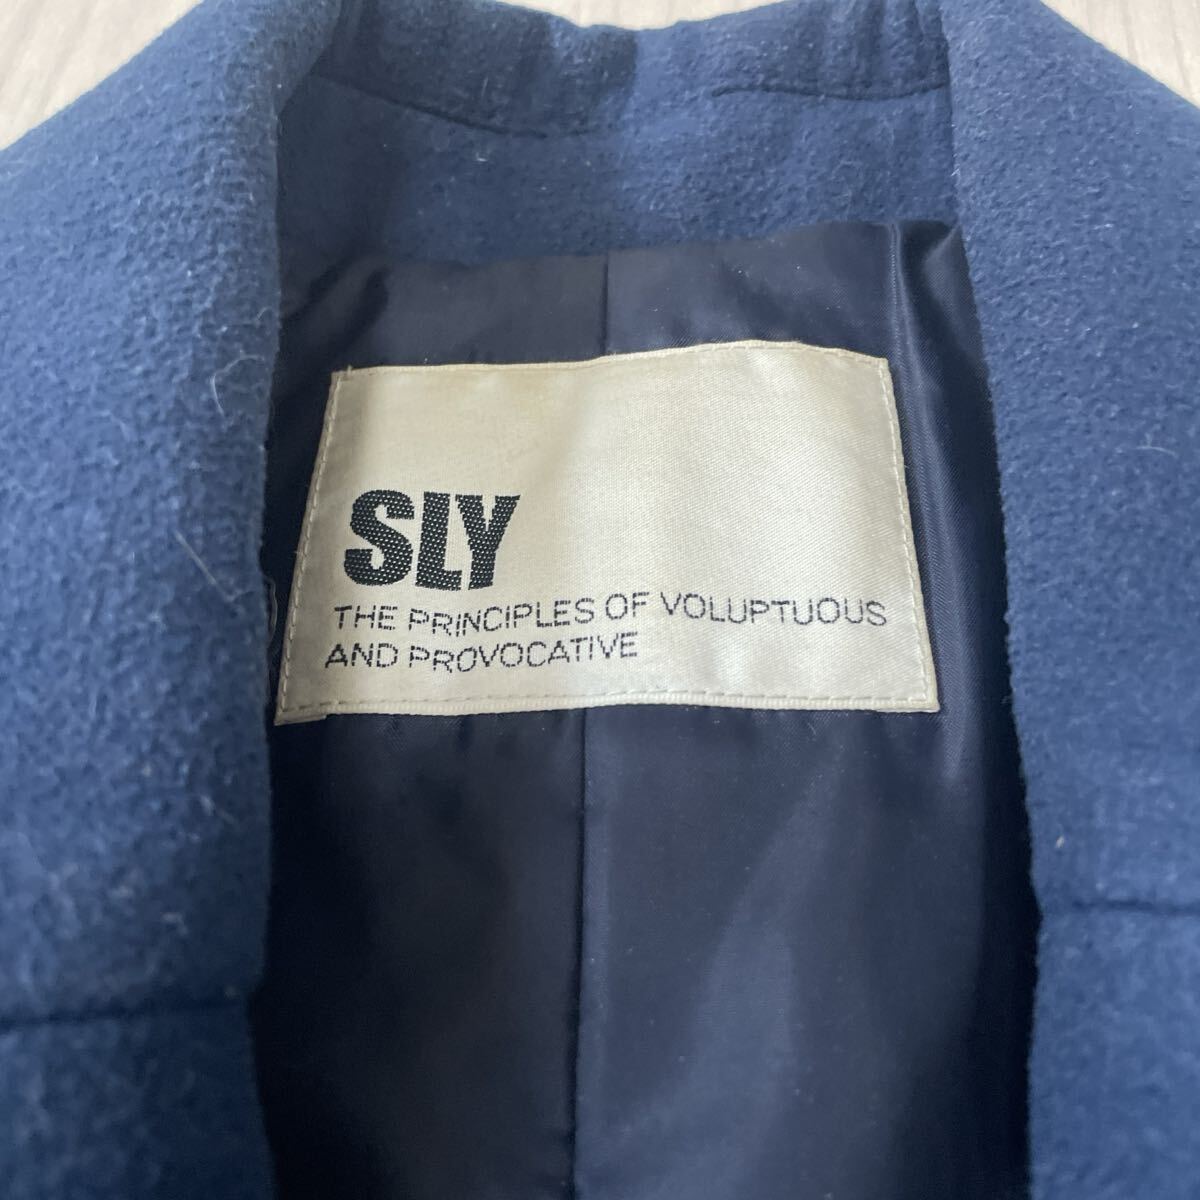 SLY
THE PRINCIPLES OF VOLUPTUOUS
AND PROVOCATIVE